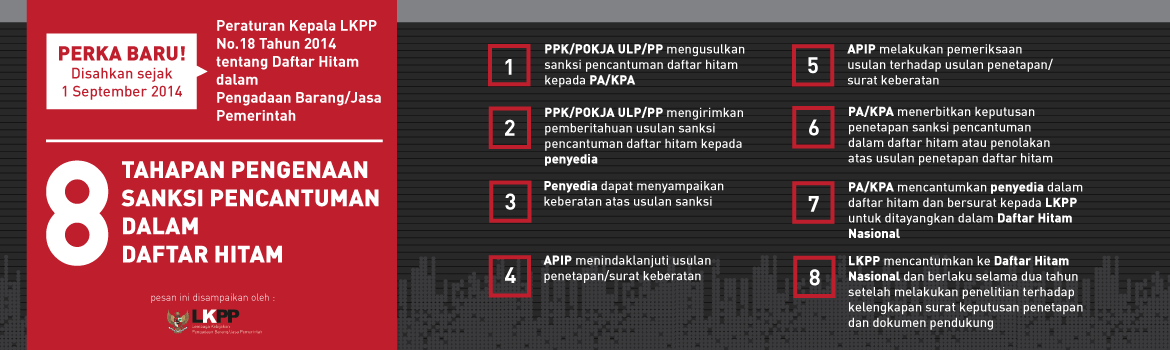 PERKA BARU!
Disahkan sejak
1 September 2014
Peraturan Kepala LKPP
No.18 Tahun 2014
tentang Daftar Hitam
dalam
Pengadaan Barang/Jasa
Pemerintah
8
TAHAPAN PENGENAAN
SANKSI PENCANTUMAN
DALAM
DAFTAR HITAM
pesan ini disampaikan oleh :
LKPP
Lembaga Kebijakan
Pengadaan Barang/Jasa Pemerintah
1
PPK/POKJA ULP/PP mengusulkan
sanksi pencantuman daftar hitam
kepada PA/KPA
2
PPK/POKJA ULP/PP mengirimkan
pemberitahuan usulan sanksi
pencantuman daftar hitam kepada
penyedia
3
Penyedia dapat menyampaikan
keberatan atas usulan sanksi
4
APIP menindaklanjuti usulan
penetapan/surat keberatan
5
APIP melakukan pemeriksaan
usulan terhadap usulan penetapan/
surat keberatan
6
PA/KPA menerbitkan keputusan
penetapan sanksi pencantuman
dalam daftar hitam atau penolakan
atas usulan penetapan daftar hitam
7
PA/KPA mencantumkan penyedia dalam
daftar hitam dan bersurat kepada LKPP
untuk ditayangkan dalam Daftar Hitam
Nasional
8
LKPP mencantumkan ke Daftar Hitam
Nasional dan berlaku selama dua tahun
setelah melakukan penelitian terhadap
kelengkapan surat keputusan penetapan
dan dokumen pendukung